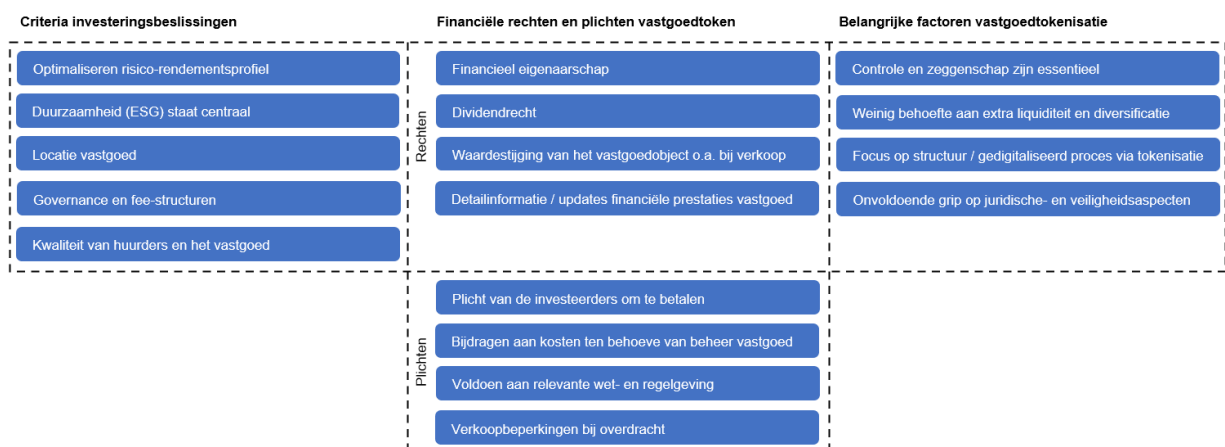 Criteria investeringsbeslissingen
Optimaliseren risico-rendementsprofiel
Duurzaamheid (ESG) staat centraal
Locatie vastgoed
Governance en fee-structuren
Kwaliteit van huurders en het vastgoed
Financiële rechten en plichten vastgoedtoken
Rechten
Financieel eigenaarschap
Dividendrecht
Waardestijging van het vastgoedobject o.a. bij verkoop
Detailinformatie / updates financiële prestaties vastgoed
Plichten
Plicht van de investeerders om te betalen
Bijdragen aan kosten ten behoeve van beheer vastgoed
Voldoen aan relevante wet- en regelgeving
Verkoopbeperkingen bij overdracht
Belangrijke factoren vastgoedtokenisatie
Controle en zeggenschap zijn essentieel
Weinig behoefte aan extra liquiditeit en diversificatie
Focus op structuur / gedigitaliseerd proces via tokenisatie
Onvoldoende grip op juridische- en veiligheidsaspecten